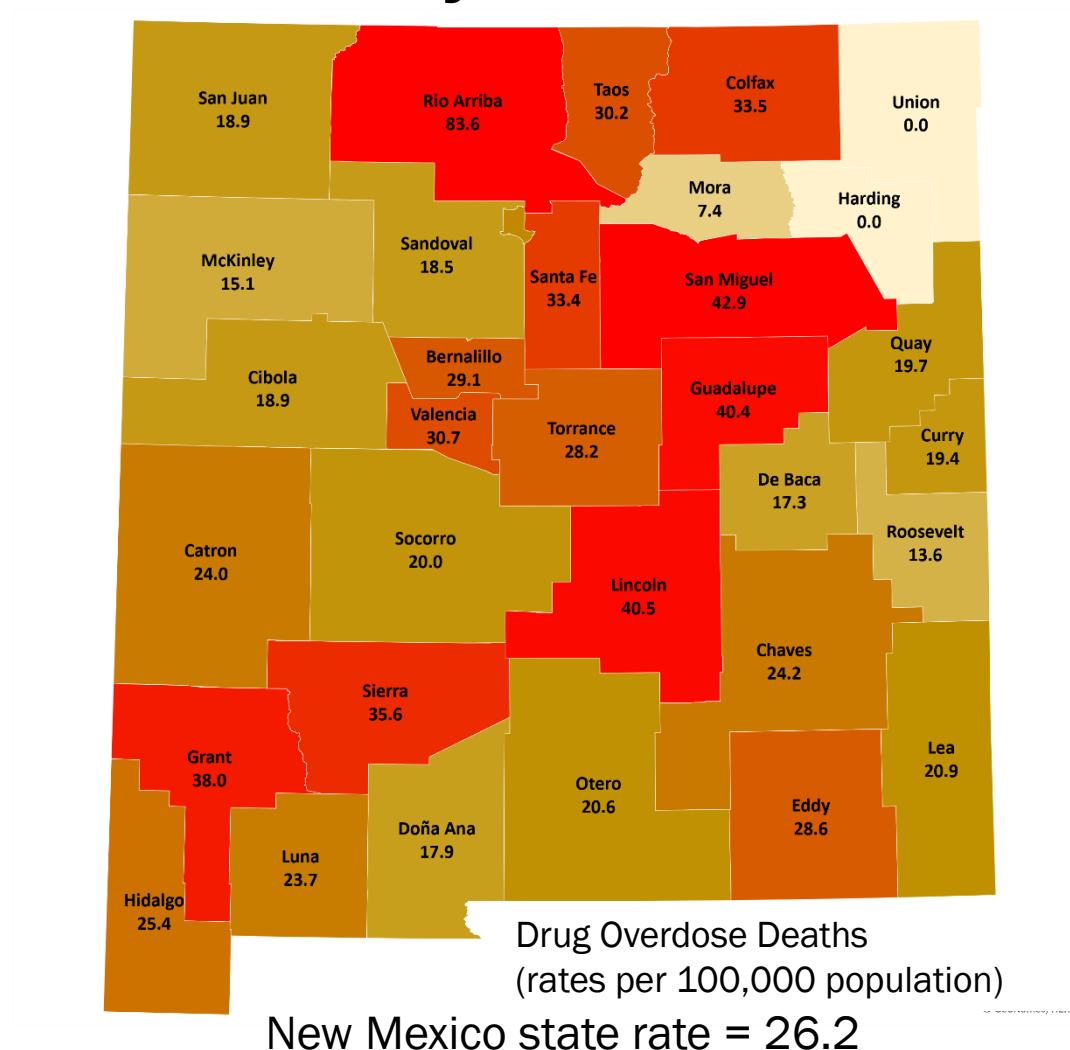 San Juan
18.9
Rio Arriba
83.6
Taos
30.2
Colfax
33.5
Union
0.0
Mora
7.4
Harding
0.0
McKinley
15.1
Sandoval
18.5
Santa Fe
33.4
San Miguel
42.9
Quay
19.7
Cibola
18.9
Bernalillo
29.1
Valencia
30.7
Torrance
28.2
Guadalupe
40.4
Curry
19.4
De Baca
17.3
Roosevelt
13.6
Catron
24.0
Socorro
20.0
Lincoln
40.5
Chaves
24.2
Sierra
35.6
Grant
38.0
Otero
20.6
Lea
20.9
Eddy
28.6
Doña Ana
17.9
Luna
23.7
Hidalgo
25.4
Drug Overdose Deaths
(rates per 100,000 population)
New Mexico state rate = 26.2